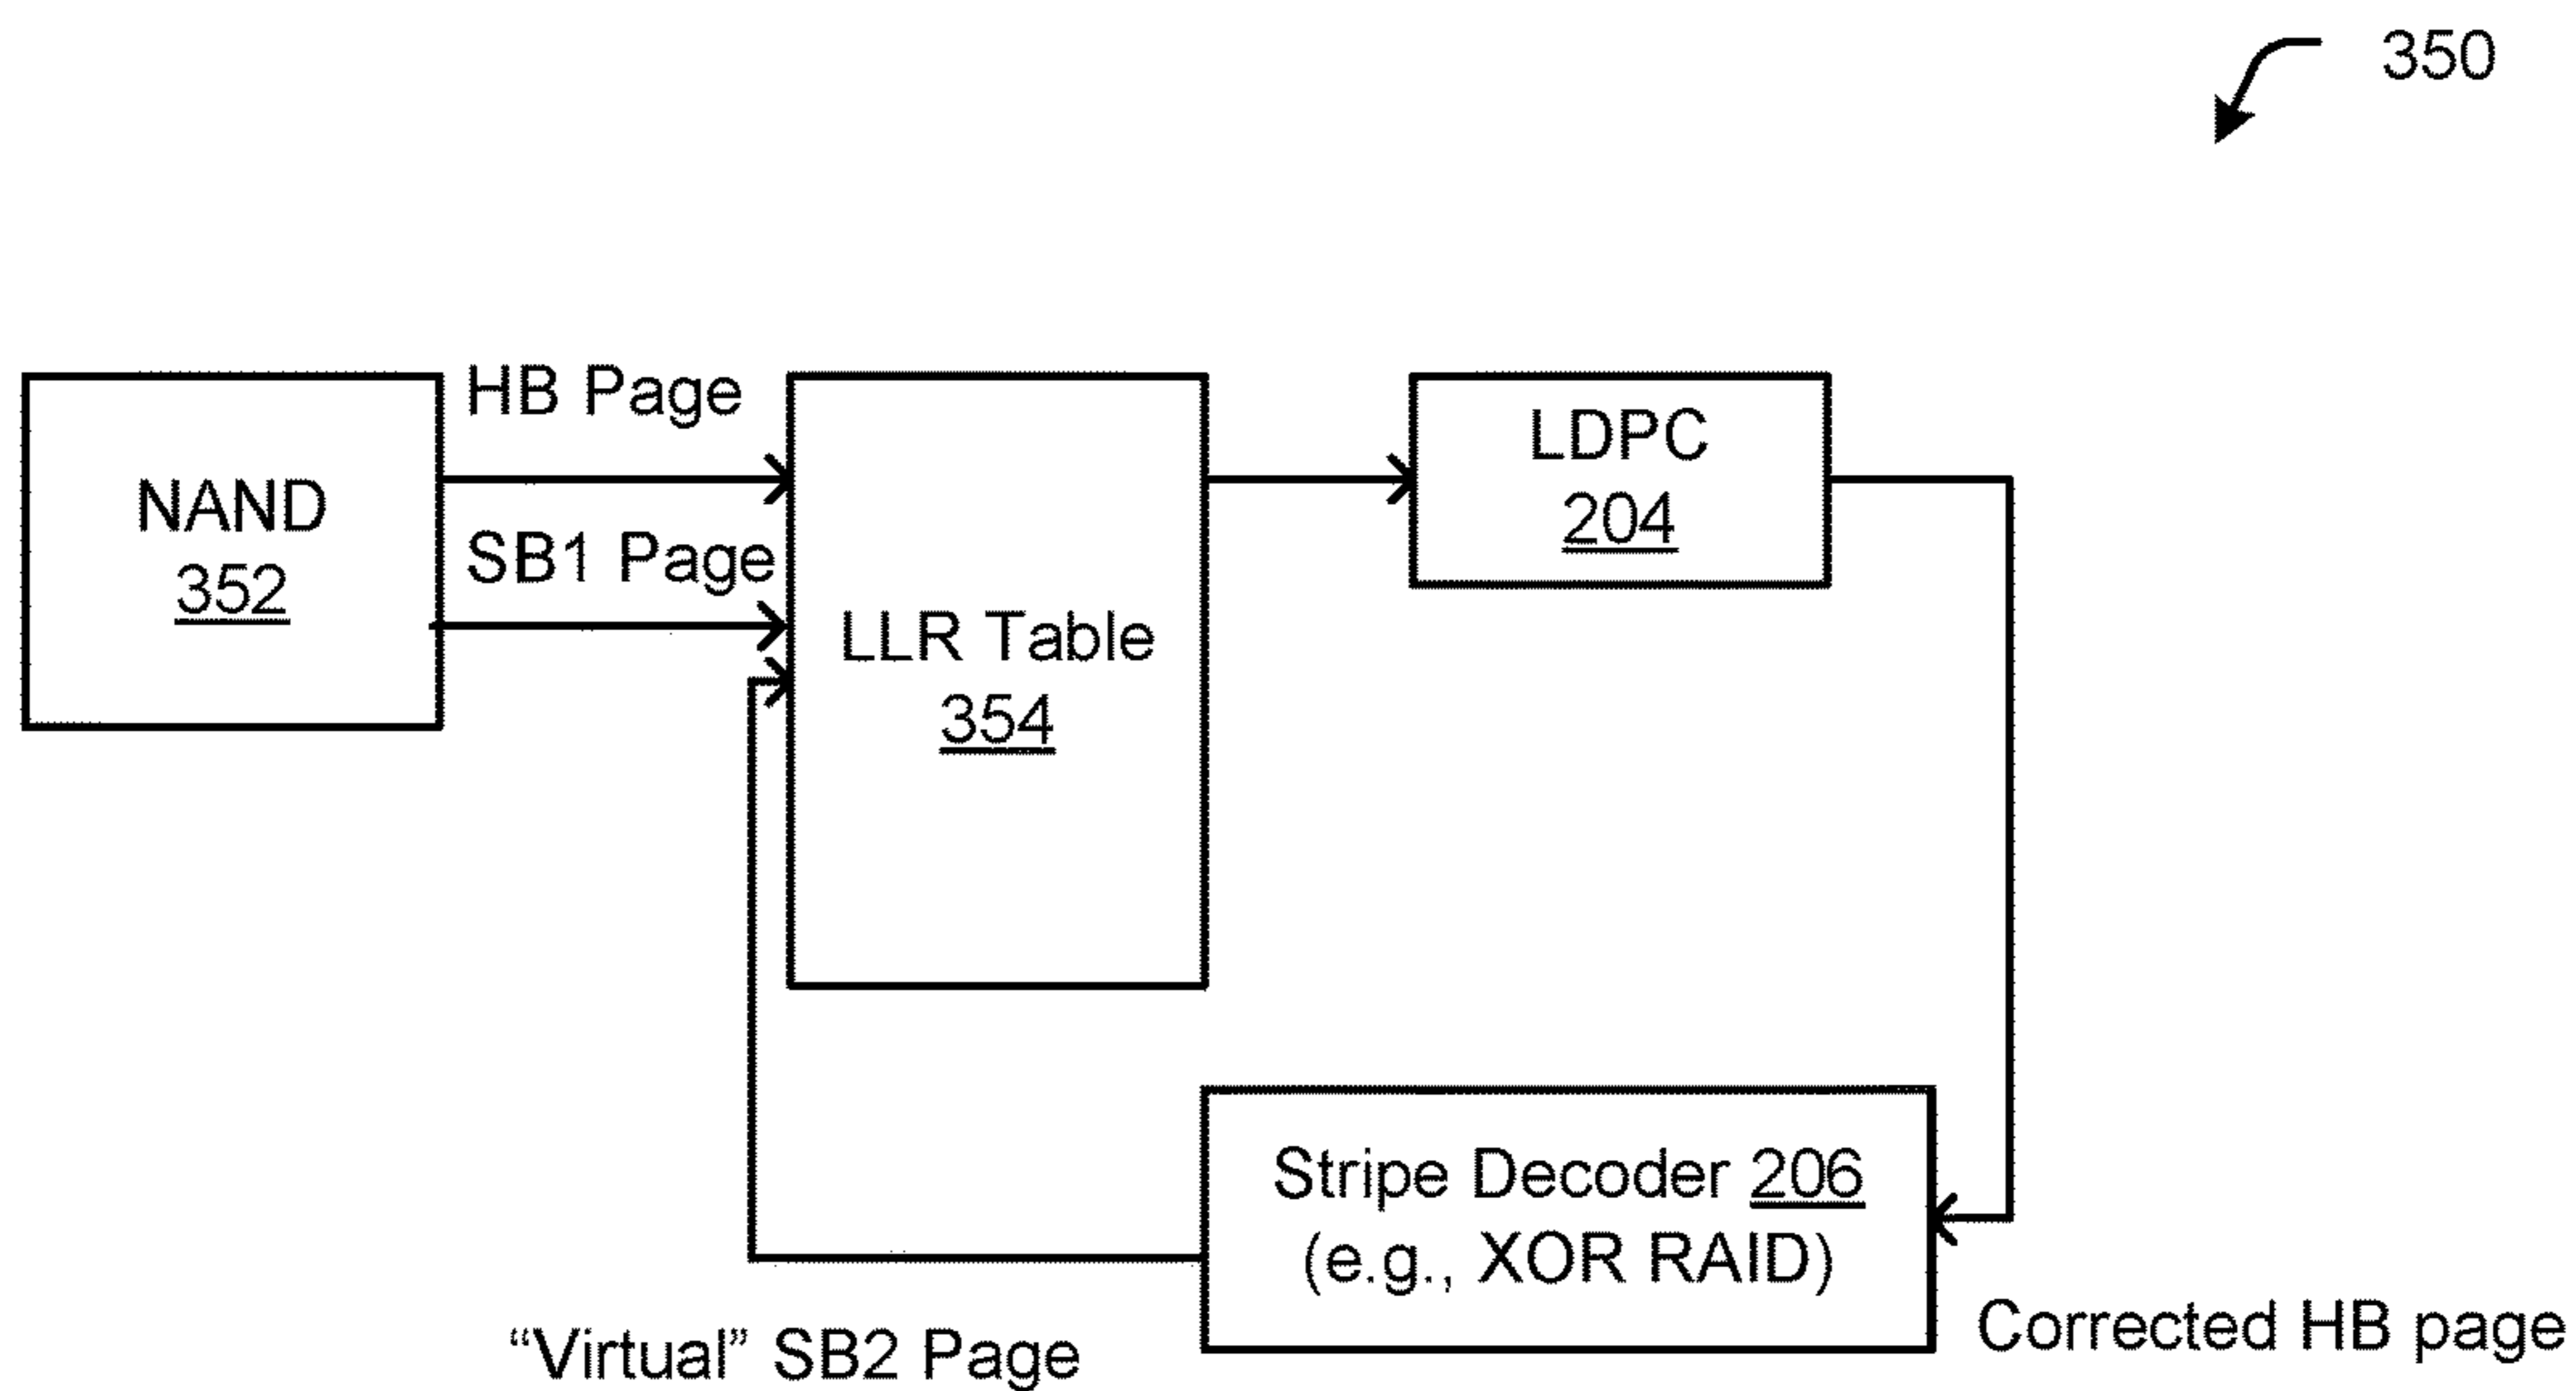 350
HB Page
NAND
352
SB1 Page
LLR Table
354
LDPC
204
Stripe Decoder 206
(e.g., XOR RAID)
Corrected HB page
“Virtual” SB2 Page